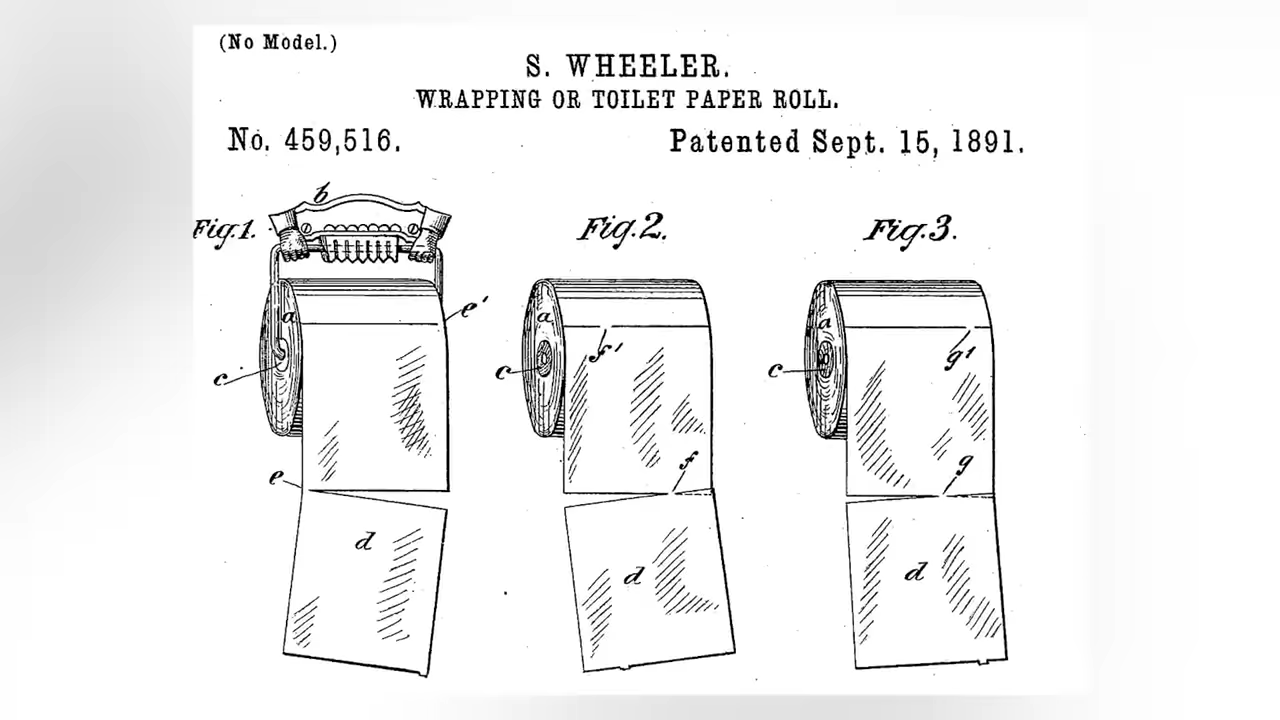 (No Model.)
S. WHEELER.
WRAPPING OR TOILET PAPER ROLL.
No. 459,516.
Patented Sept. 15, 1891.
Fig.1.
b
a
e'
c
e
d
Fig.2.
a
f'
c
f
d
Fig.3.
a
g'
c
g
d